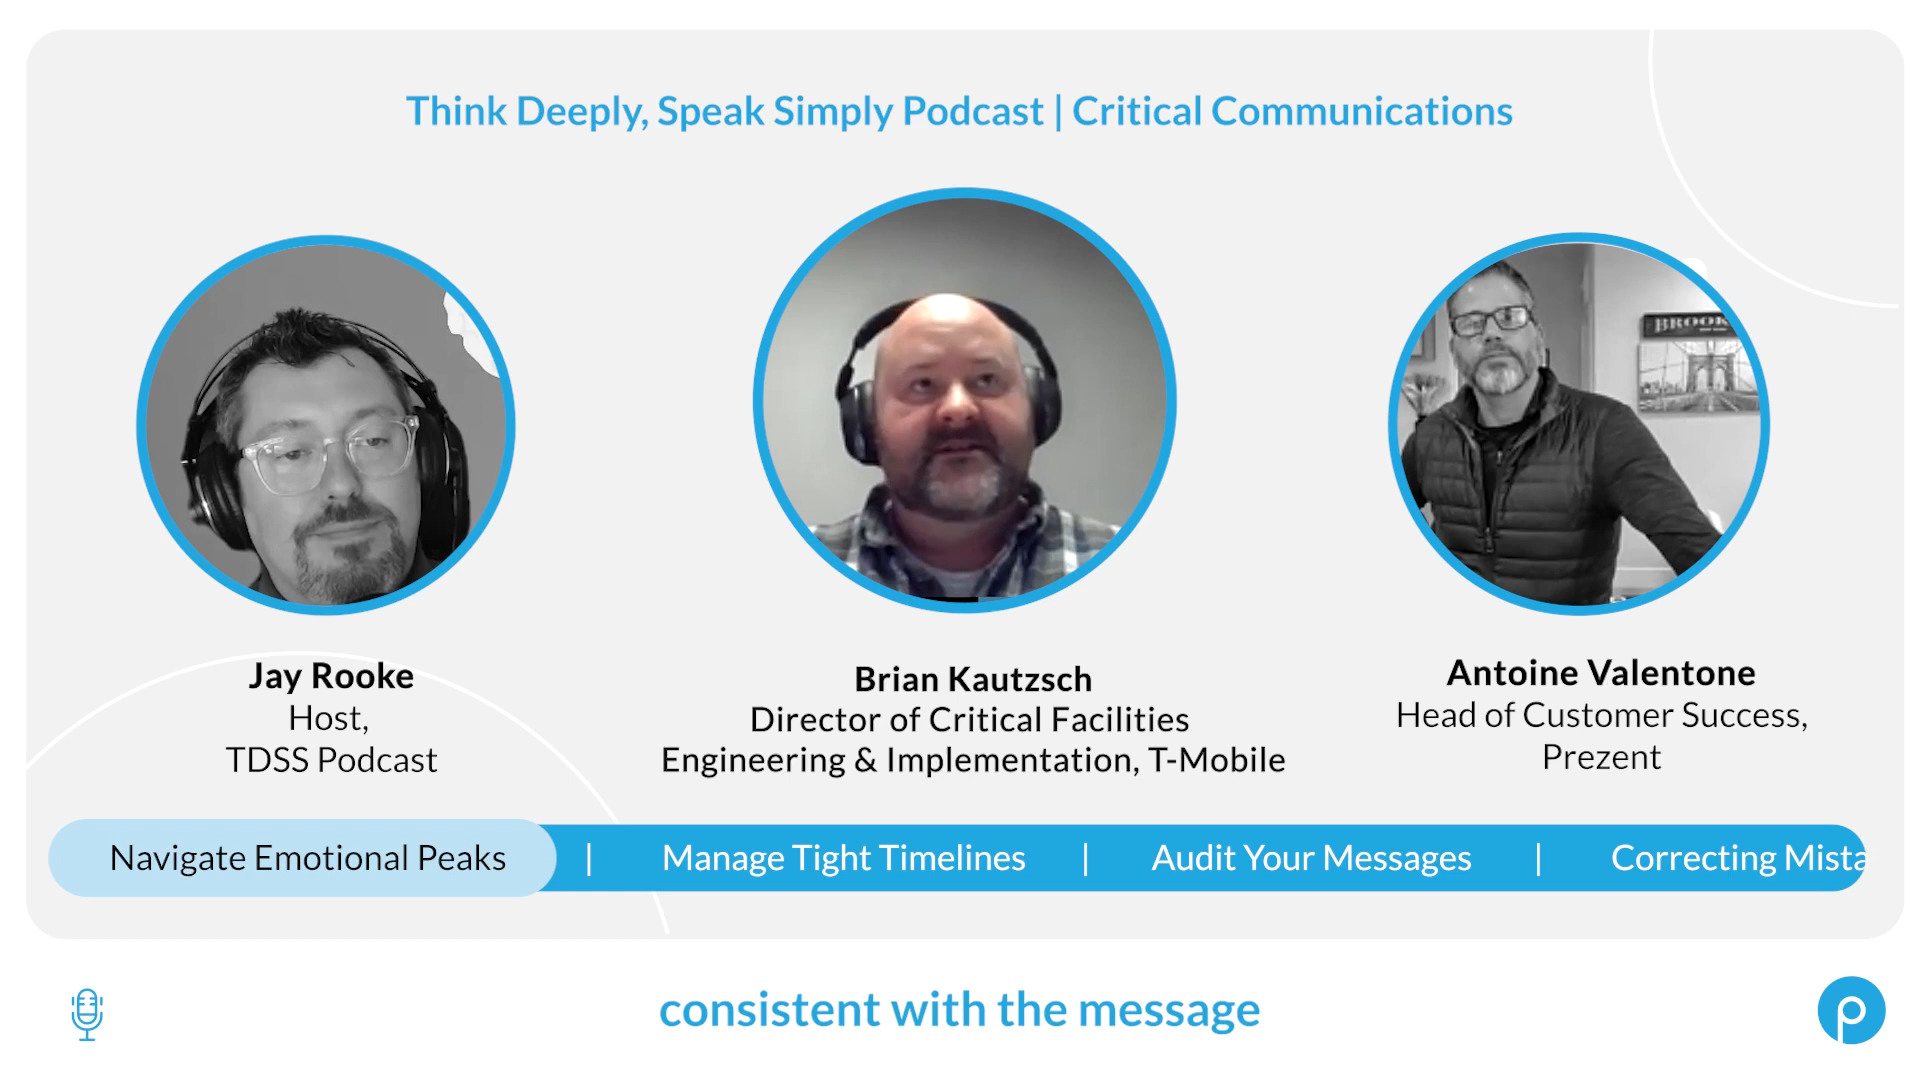 Think Deeply, Speak Simply Podcast | Critical Communications
BROOK
Jay Rooke
Host,
TDSS Podcast
Brian Kautzsch
Director of Critical Facilities
Engineering & Implementation, T-Mobile
Antoine Valentone
Head of Customer Success,
Prezent
Navigate Emotional Peaks | Manage Tight Timelines | Audit Your Messages | Correcting Mista
consistent with the message